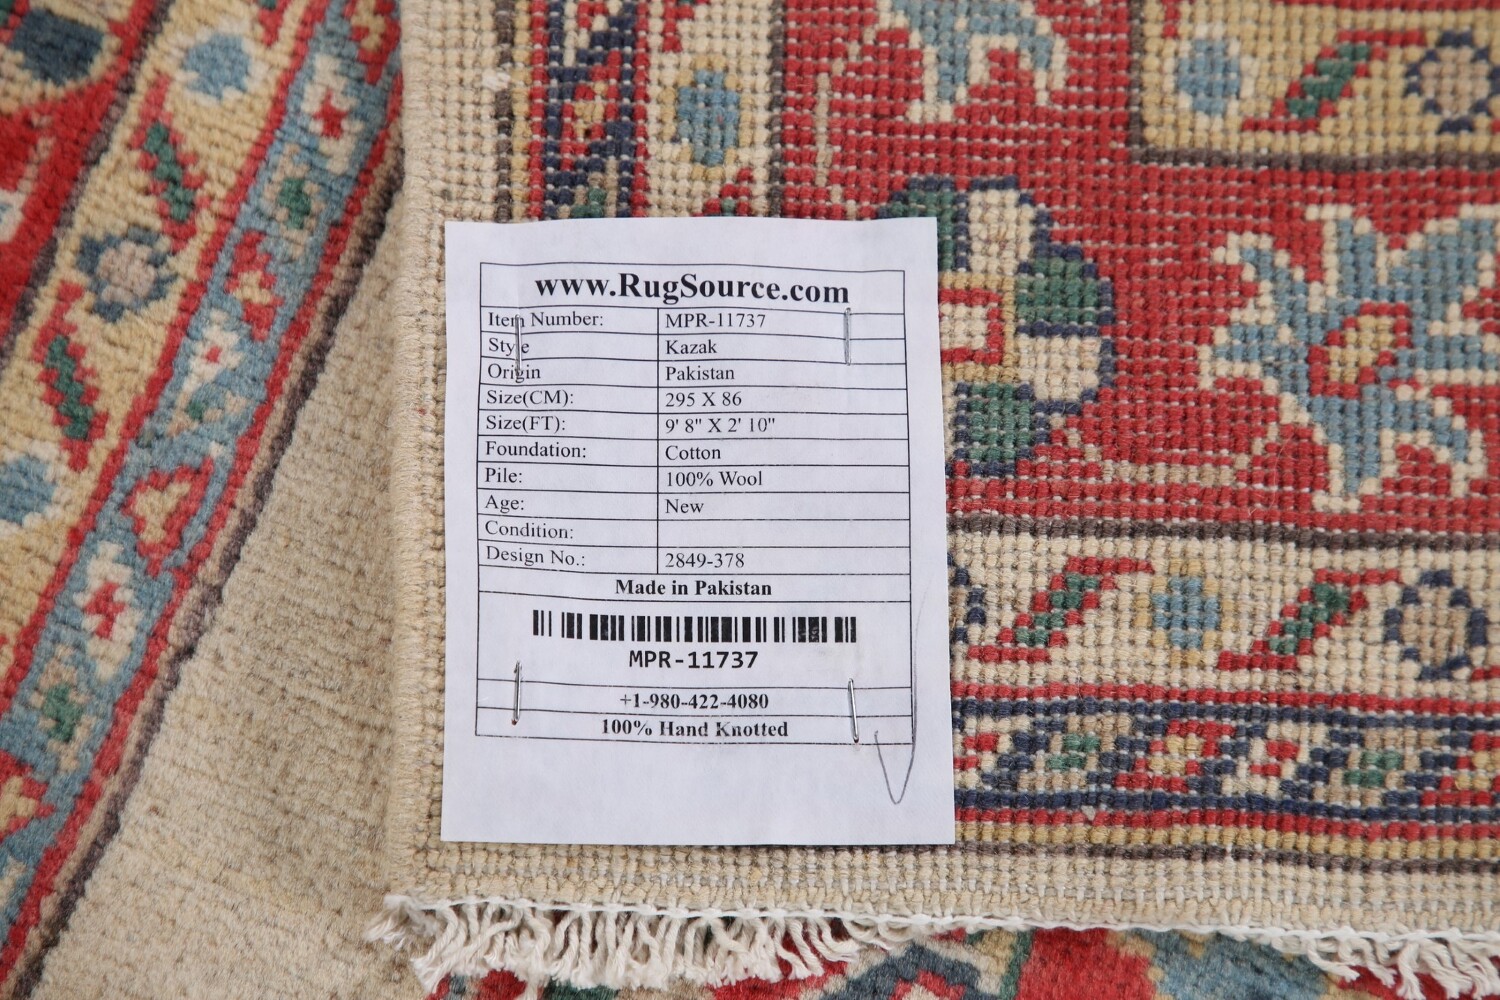 www.RugSource.com
Item Number: MPR-11737
Style Kazak
Origin Pakistan
Size(CM): 295 X 86
Size(FT): 9' 8" X 2' 10"
Foundation: Cotton
Pile: 100% Wool
Age: New
Condition:
Design No.: 2849-378
Made in Pakistan
MPR-11737
+1-980-422-4080
100% Hand Knotted